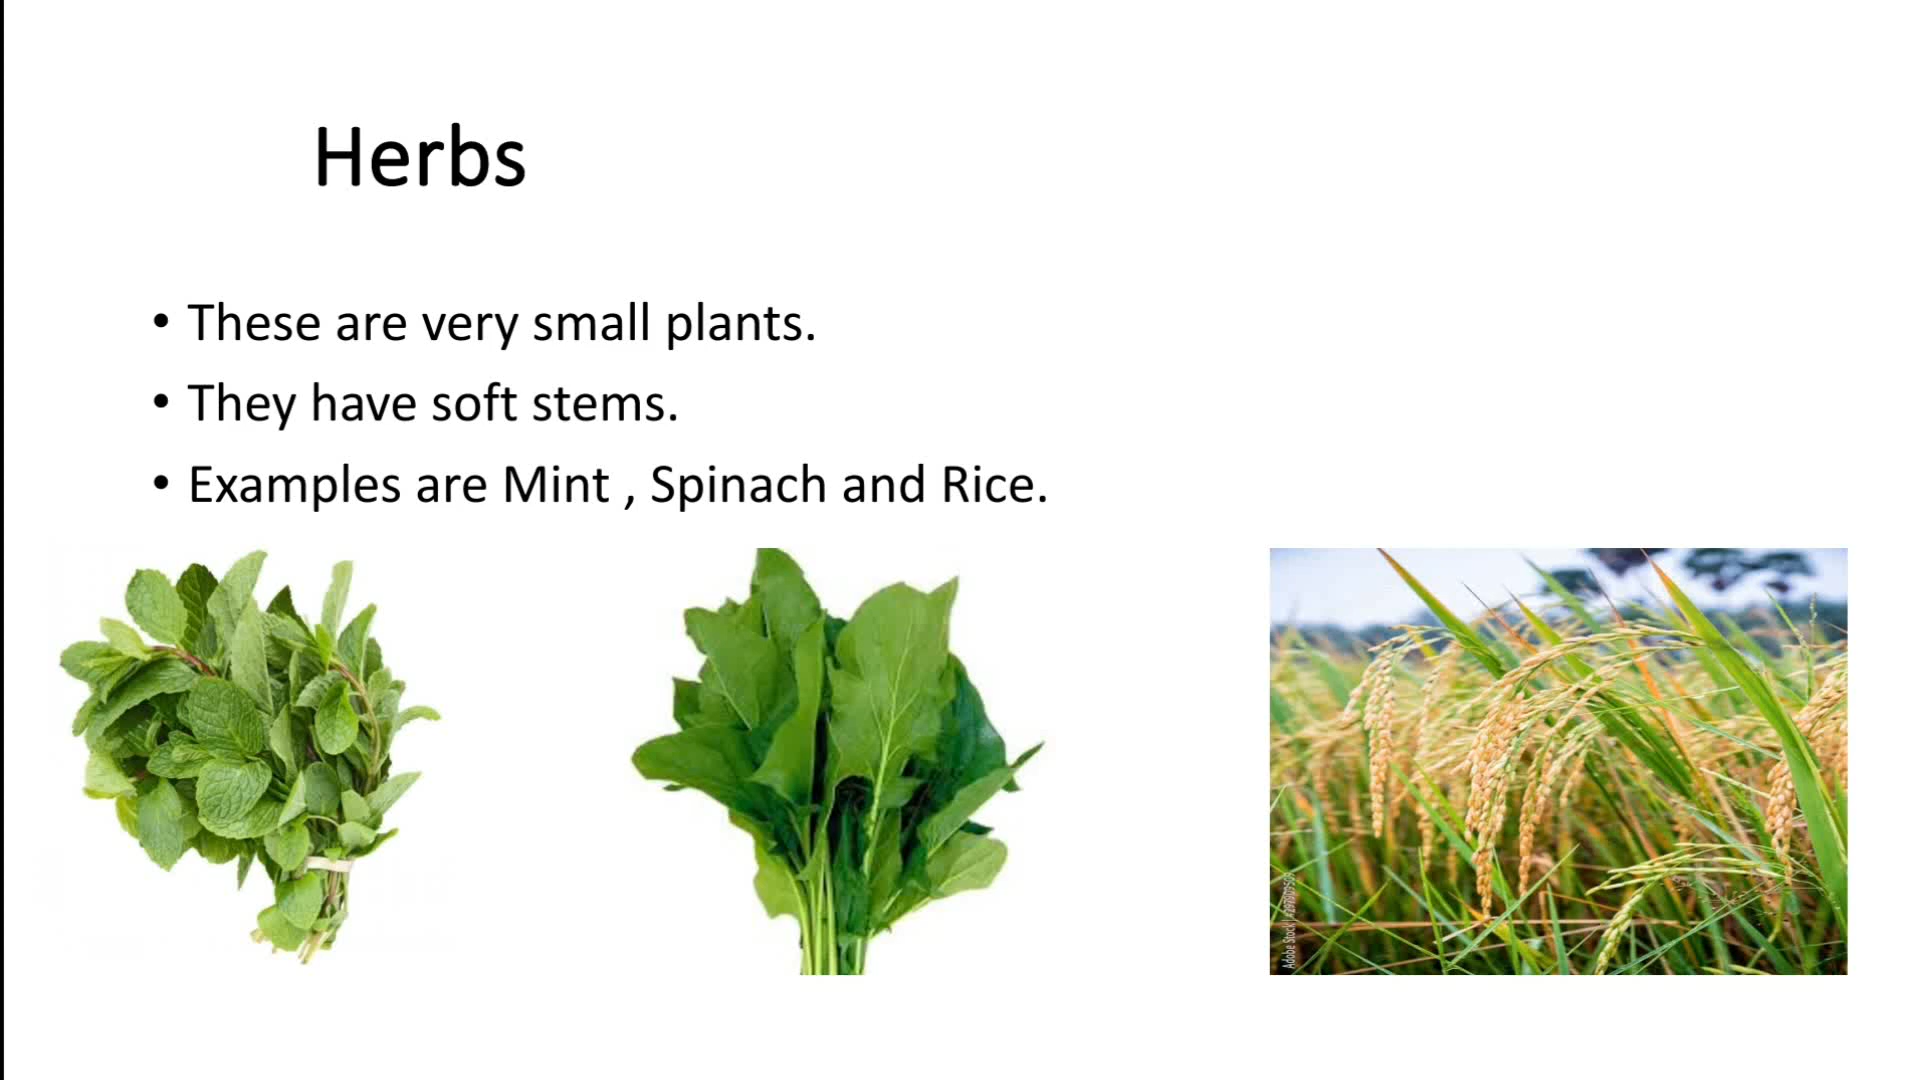 Herbs
• These are very small plants.
• They have soft stems.
• Examples are Mint , Spinach and Rice.